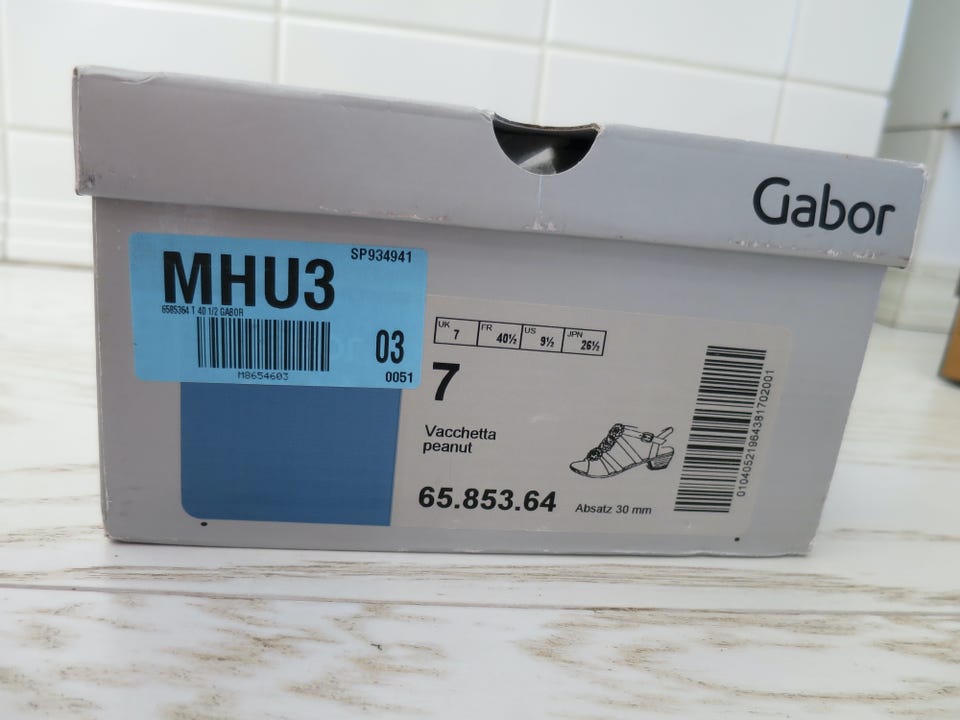 Gabor
SP934941
MHU3
6585364 1 40 1/2 GABOR
03
M8654603
0051
UK 7 FR 40½ US 9½ JPN 26½
7
Vacchetta
peanut
65.853.64
Absatz 30 mm
01040521964381702001